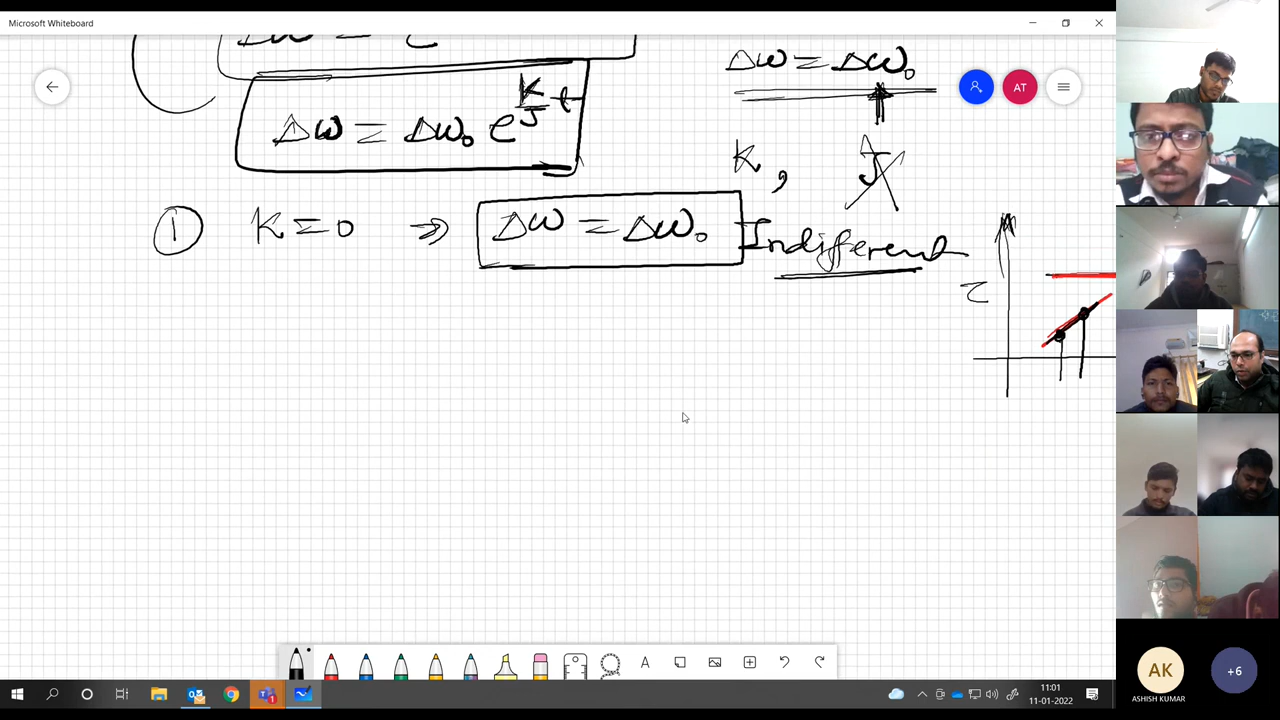 Microsoft Whiteboard
Δω = Δω₀
AT
Δω = Δω₀ e^(K/J t)
K, J
① K = 0 ⇒ Δω = Δω₀ Indifferent
τ
A
AK
+6
ASHISH KUMAR
11:01
11-01-2022